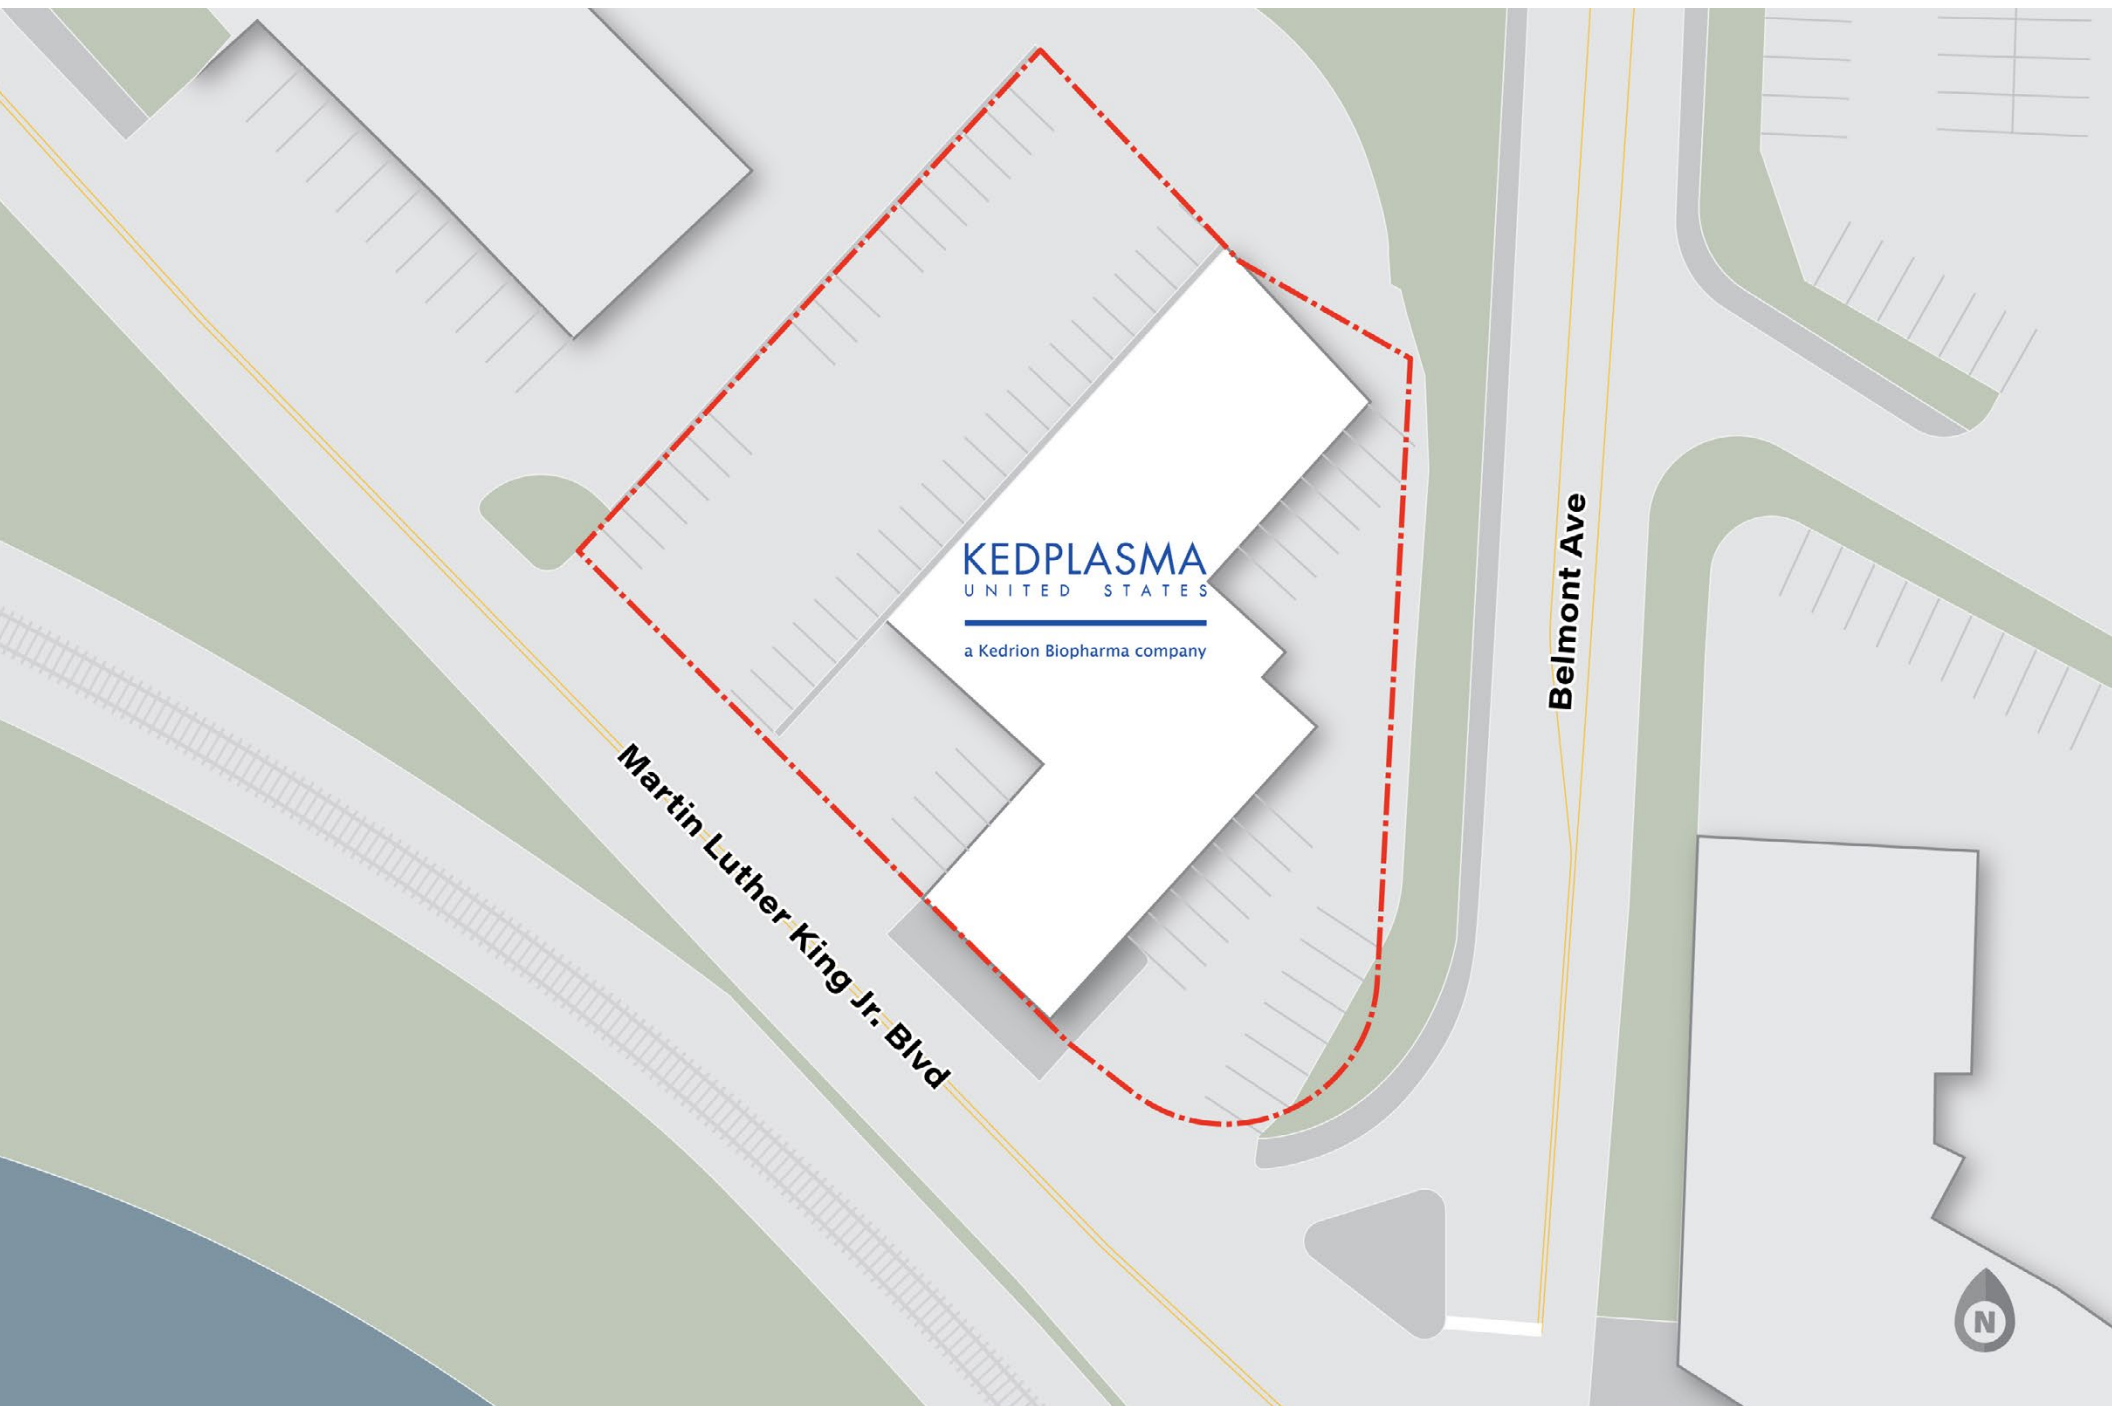 KEDPLASMA
UNITED STATES
a Kedrion Biopharma company
Belmont Ave
Martin Luther King Jr. Blvd
N